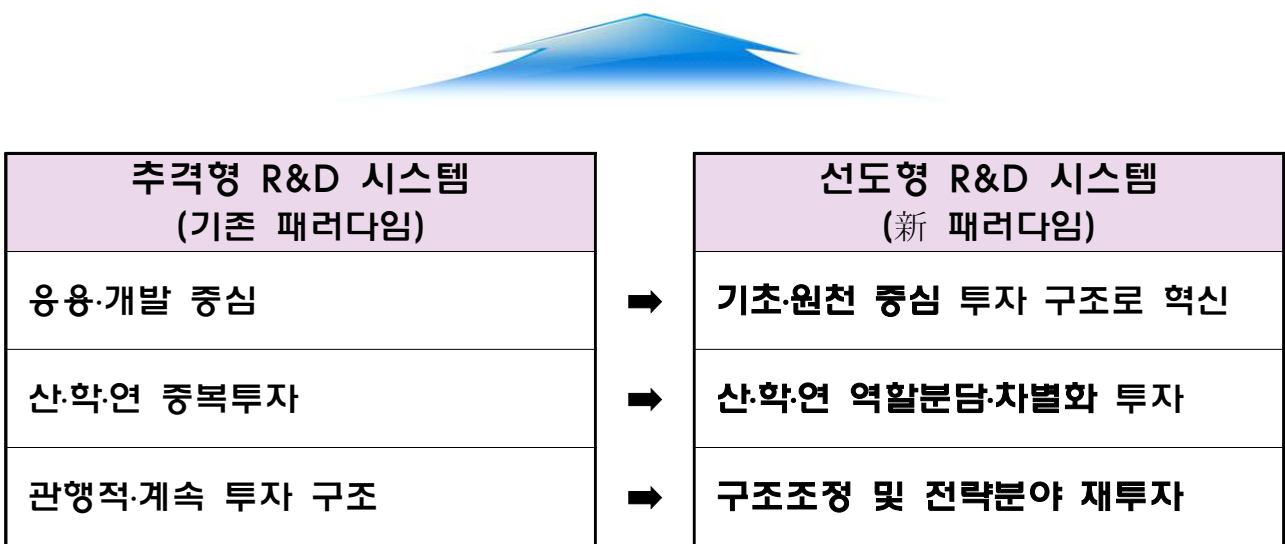 추격형 R&D 시스템
(기존 패러다임)
선도형 R&D 시스템
(新 패러다임)
응용·개발 중심
➡
기초·원천 중심 투자 구조로 혁신
산·학·연 중복투자
➡
산·학·연 역할분담·차별화 투자
관행적·계속 투자 구조
➡
구조조정 및 전략분야 재투자